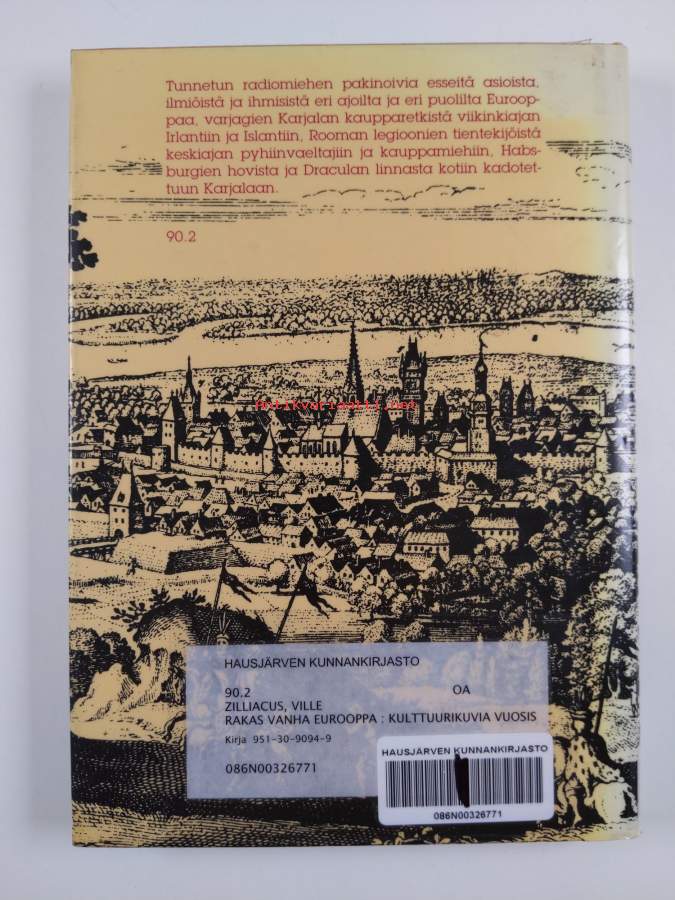 Tunnetun radiomiehen pakinoivia esseitä asioista,
ilmiöistä ja ihmisistä eri ajoilta ja eri puolilta Euroop-
paa, varjagien Karjalan kaupparetkistä viikinkiajan
Irlantiin ja Islantiin, Rooman legioonien tientekijöistä
keskiajan pyhiinvaeltajiin ja kauppamiehiin, Habs-
burgien hovista ja Draculan linnasta kotiin kadotet-
tuun Karjalaan.
90.2
Antikvariaatti.net
HAUSJÄRVEN KUNNANKIRJASTO
90.2 OA
ZILLIACUS, VILLE
RAKAS VANHA EUROOPPA : KULTTUURIKUVIA VUOSIS
Kirja 951-30-9094-9
086N00326771
HAUSJÄRVEN KUNNANKIRJASTO
086N00326771